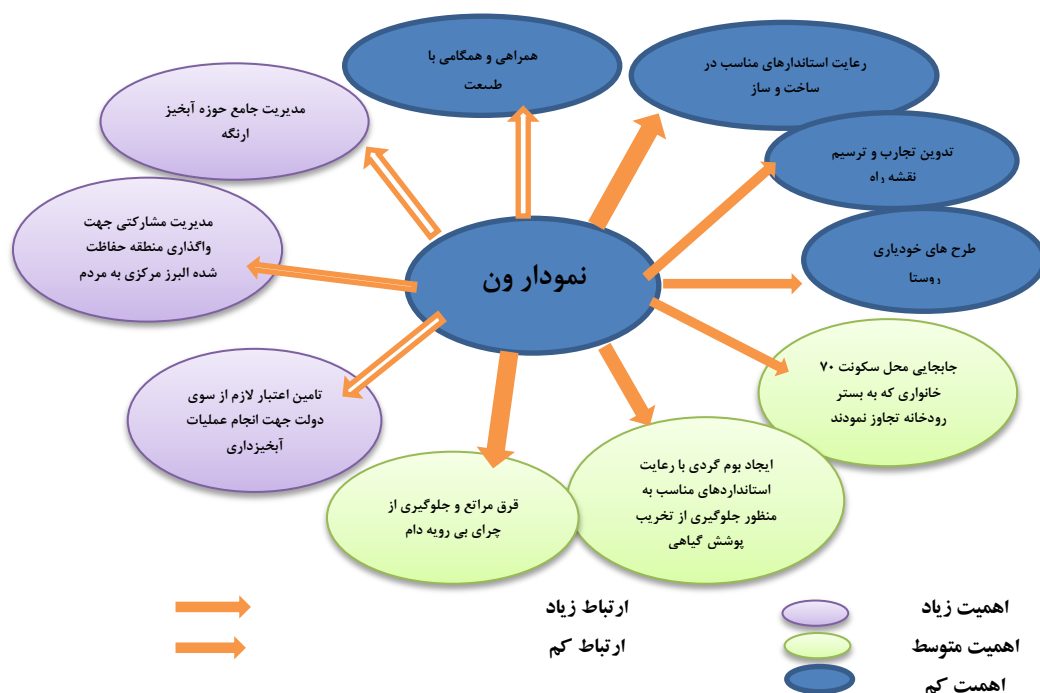 همراهی و همگامی با
طبیعت
رعایت استاندارهای مناسب در
ساخت و ساز
مدیریت جامع حوزه آبخیز
ارنگه
تدوین تجارب و ترسیم
نقشه راه
مدیریت مشارکتی جهت
واگذاری منطقه حفاظت
شده البرز مرکزی به مردم
نمودار ون
طرح های خودیاری
روستا
جابجایی محل سکونت ۷۰
خانواری که به بستر
رودخانه تجاوز نمودند
تامین اعتبار لازم از سوی
دولت جهت انجام عملیات
آبخیزداری
ایجاد بوم گردی با رعایت
استانداردهای مناسب به
منظور جلوگیری از تخریب
پوشش گیاهی
قرق مراتع و جلوگیری از
چرای بی رویه دام
اهمیت زیاد
ارتباط زیاد
اهمیت متوسط
ارتباط کم
اهمیت کم